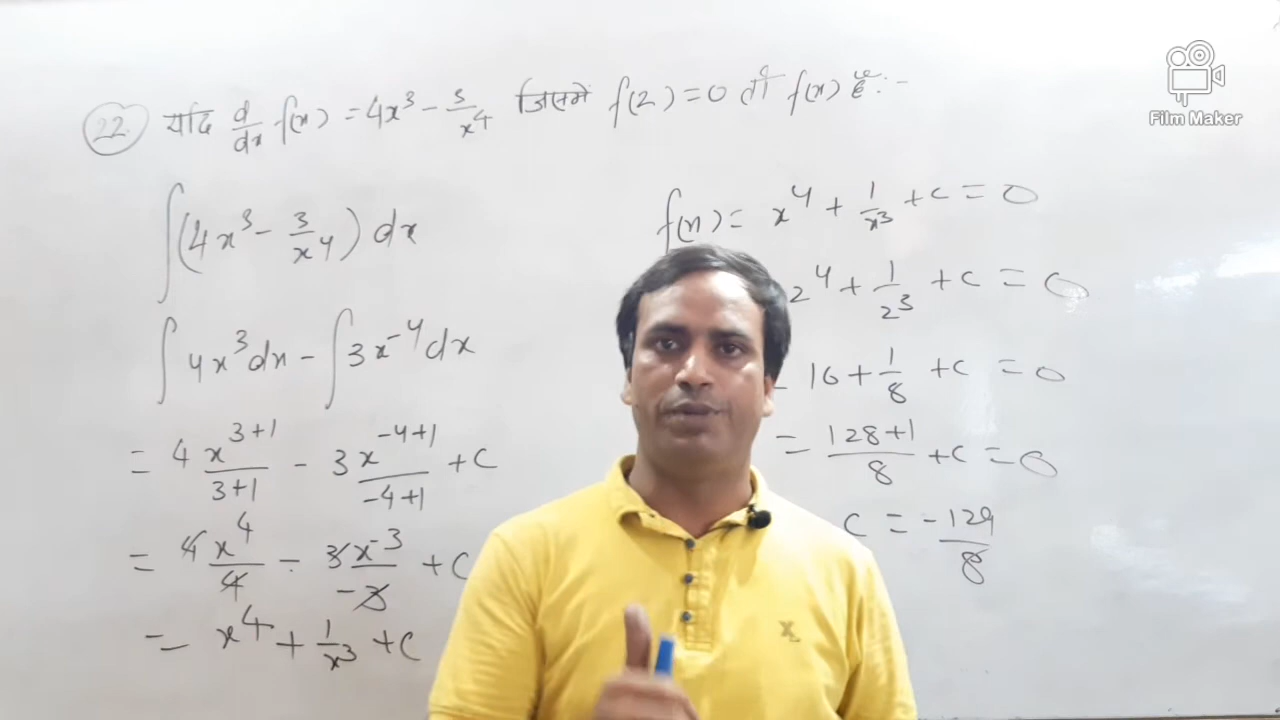 22. यदि d/dx f(x) = 4x³ - 3/x⁴ जिसमें f(2) = 0 तो f(x) है :-
∫(4x³ - 3/x⁴) dx
∫4x³dx - ∫3x⁻⁴dx
= 4 x³⁺¹/3+1 - 3x⁻⁴⁺¹/-4+1 + C
= 4x⁴/4 - 3x⁻³/-3 + C
= x⁴ + 1/x³ + C
f(x) = x⁴ + 1/x³ + C = 0
2⁴ + 1/2³ + C = 0
16 + 1/8 + C = 0
= 128+1/8 + C = 0
C = -129/8
Film Maker